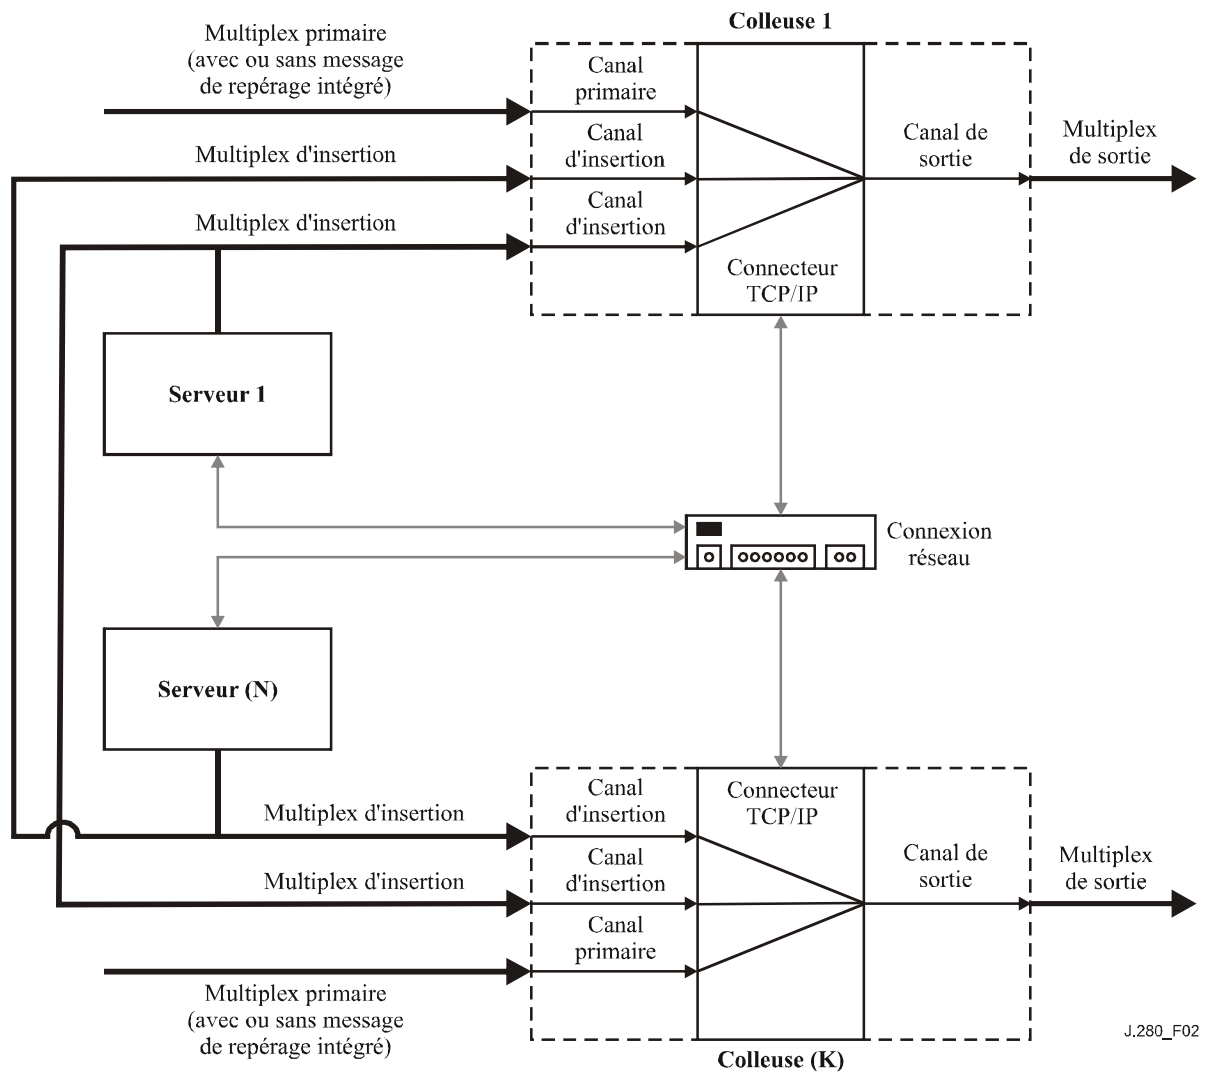 Colleuse 1
Multiplex primaire
(avec ou sans message
de repérage intégré)
Canal
primaire
Multiplex d'insertion
Canal
d'insertion
Canal de
sortie
Multiplex
de sortie
Multiplex d'insertion
Canal
d'insertion
Connecteur
TCP/IP
Serveur 1
Connexion
réseau
Serveur (N)
Multiplex d'insertion
Canal
d'insertion
Connecteur
TCP/IP
Multiplex d'insertion
Canal
d'insertion
Canal de
sortie
Multiplex
de sortie
Canal
primaire
Multiplex primaire
(avec ou sans message
de repérage intégré)
Colleuse (K)
J.280_F02